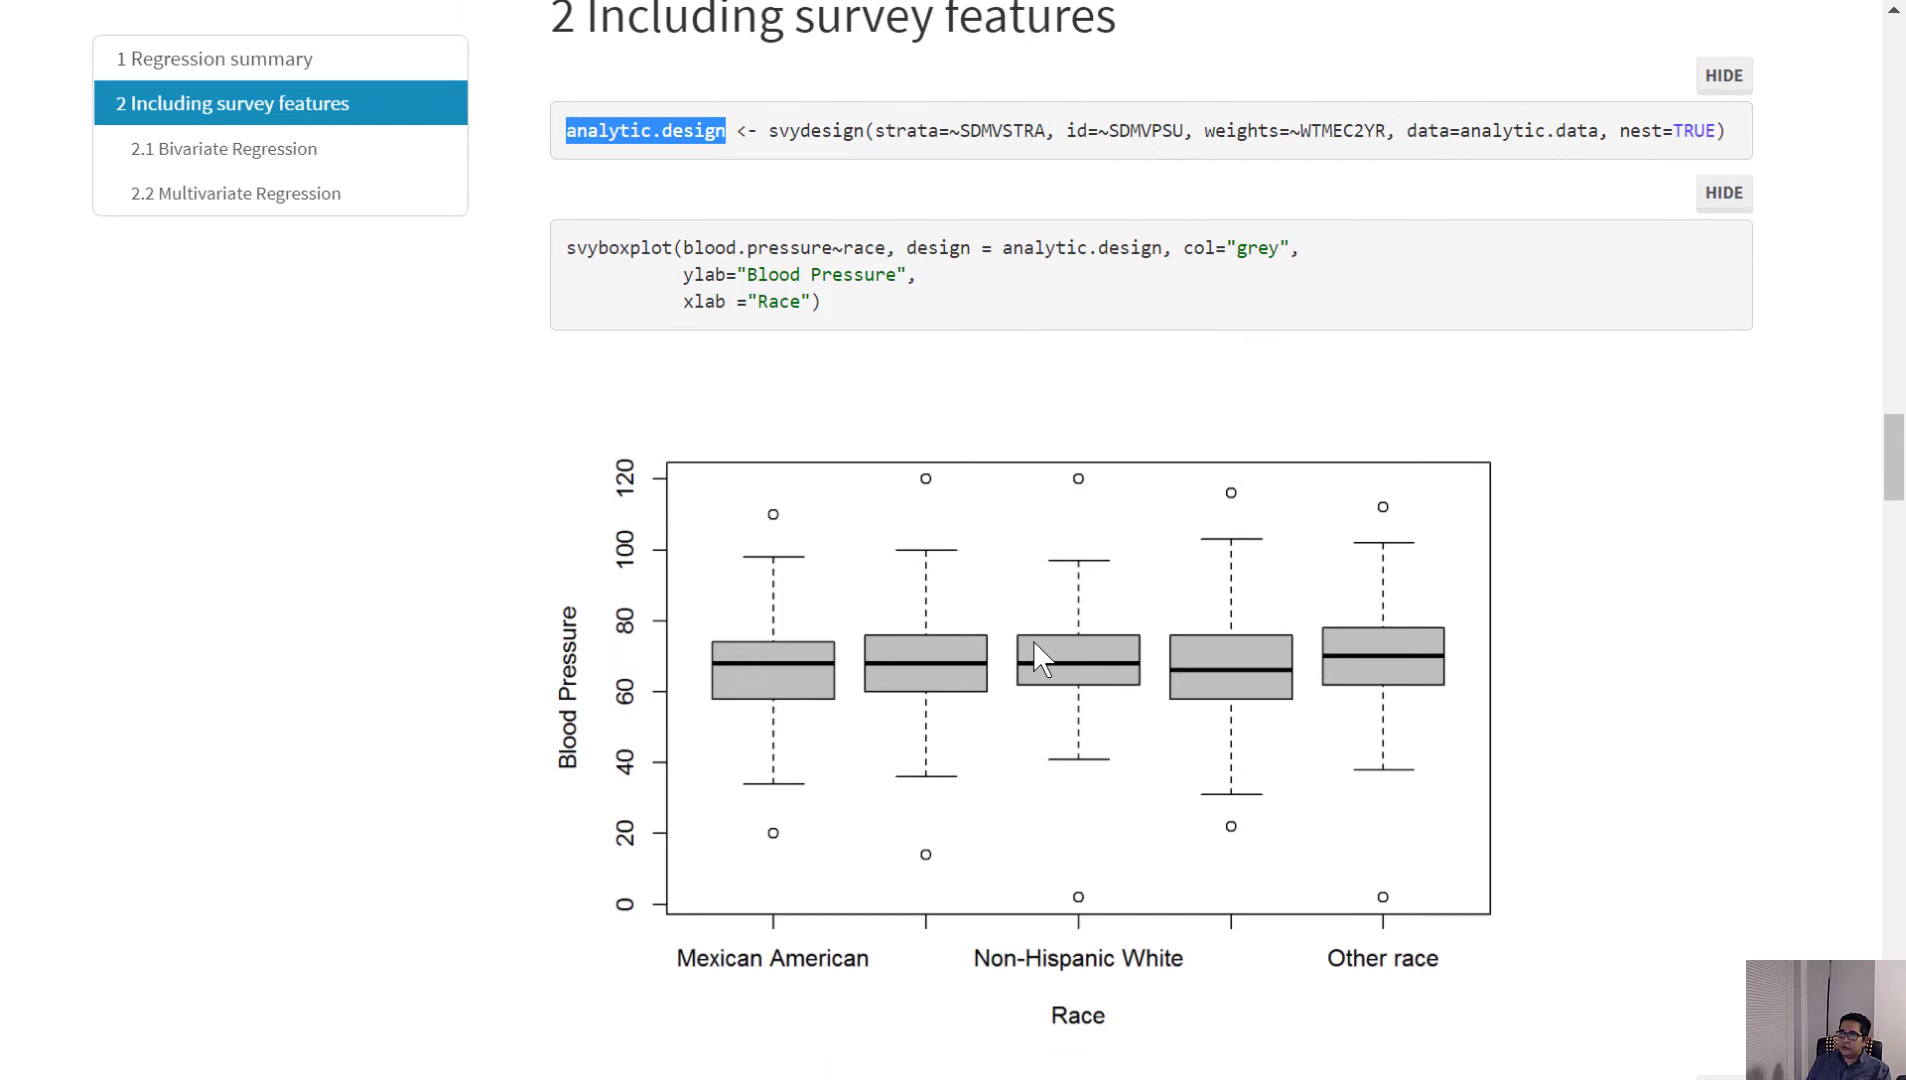 2 Including survey features
1 Regression summary
2 Including survey features
2.1 Bivariate Regression
2.2 Multivariate Regression
HIDE
analytic.design <- svydesign(strata=~SDMVSTRA, id=~SDMVPSU, weights=~WTMEC2YR, data=analytic.data, nest=TRUE)
HIDE
svyboxplot(blood.pressure~race, design = analytic.design, col="grey",
ylab="Blood Pressure",
xlab ="Race")
120
100
80
60
40
20
0
Blood Pressure
Mexican American Non-Hispanic White Other race
Race